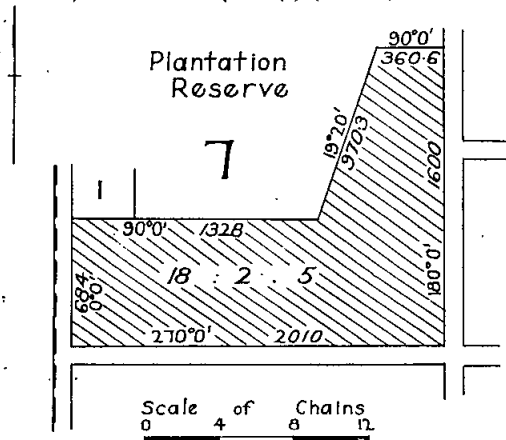 90°0'
360·6
Plantation
Reserve
7
19°20'
970·3
1600
1
90°0' 1328
684
0°0'
18 : 2 : 5
180°0'
270°0' 2010
Scale of Chains
0 4 8 12